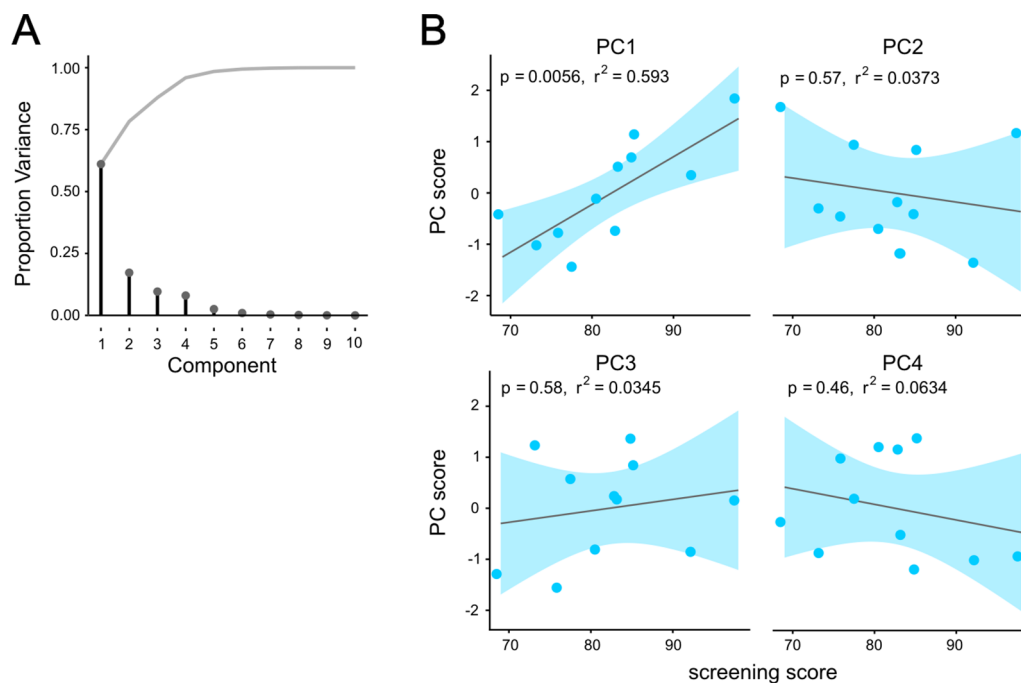 A
B
Proportion Variance
1.00
0.75
0.50
0.25
0.00
1 2 3 4 5 6 7 8 9 10
Component
PC1
p = 0.0056, r² = 0.593
PC2
p = 0.57, r² = 0.0373
PC score
2
1
0
-1
-2
70 80 90
70 80 90
PC3
p = 0.58, r² = 0.0345
PC4
p = 0.46, r² = 0.0634
PC score
2
1
0
-1
-2
70 80 90
70 80 90
screening score